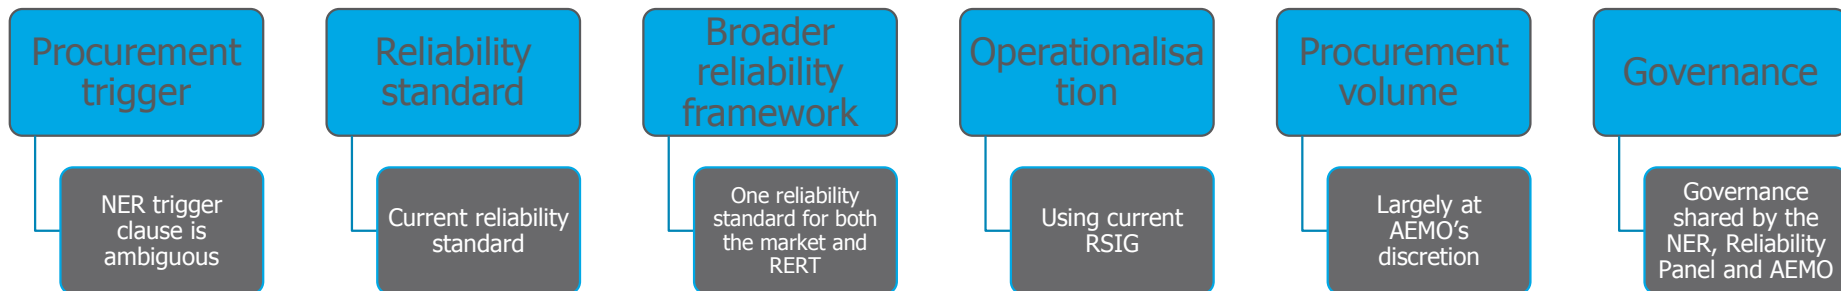 Procurement
trigger
NER trigger
clause is
ambiguous
Reliability
standard
Current reliability
standard
Broader
reliability
framework
One reliability
standard for both
the market and
RERT
Operationalisa
tion
Using current
RSIG
Procurement
volume
Largely at
AEMO’s
discretion
Governance
Governance
shared by the
NER, Reliability
Panel and AEMO